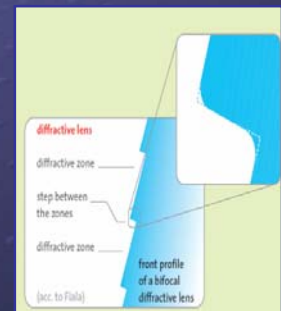 diffractive lens
diffractive zone
step between
the zones
diffractive zone
front profile
of a bifocal
diffractive lens
(acc. to Fiala)